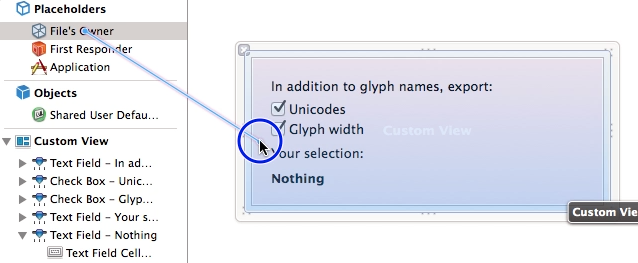 Placeholders
File's Owner
First Responder
Application
Objects
Shared User Defau...
Custom View
Text Field - In ad...
Check Box - Unic...
Check Box - Glyp...
Text Field - Your s...
Text Field - Nothing
Text Field Cell...
In addition to glyph names, export:
Unicodes
Glyph width
Custom View
Your selection:
Nothing
Custom Vie